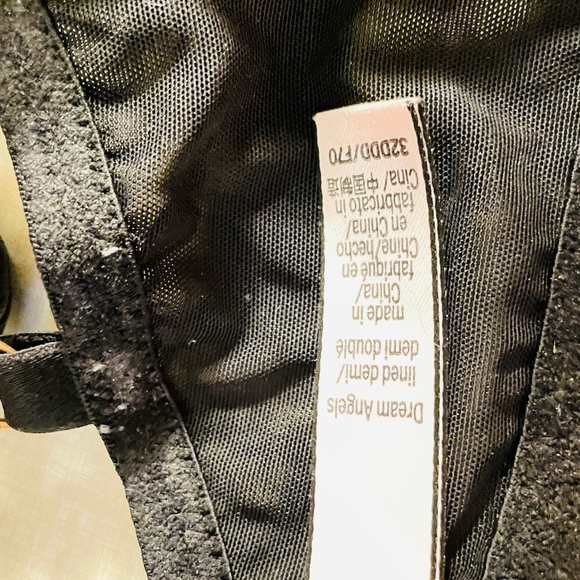 Dream Angels
lined demi/
demi doublé
made in
China/
fabriqué en
Chine/hecho
en China/
fabbricato in
Cina/ 中国制造
32DDD/F70